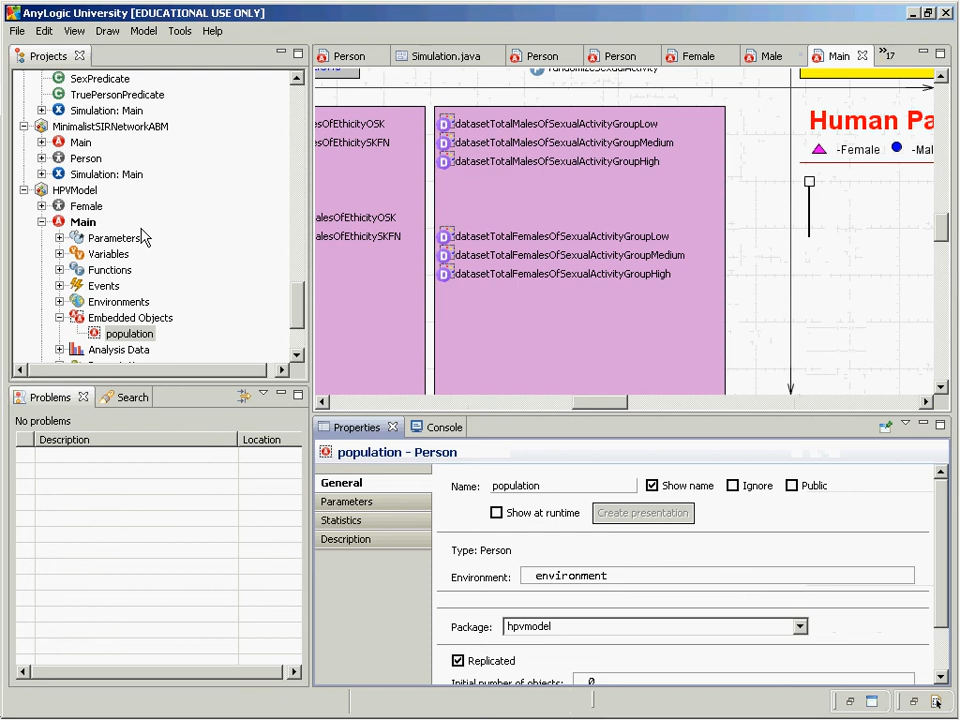 AnyLogic University [EDUCATIONAL USE ONLY]
File Edit View Draw Model Tools Help
Projects
SexPredicate
TruePersonPredicate
Simulation: Main
MinimalistSIRNetworkABM
Main
Person
Simulation: Main
HPVModel
Female
Main
Parameters
Variables
Functions
Events
Environments
Embedded Objects
population
Analysis Data
Person Simulation.java Person Person Female Male Main 17
sOfEthicityOSK
sOfEthicitySKFN
alesOfEthicityOSK
alesOfEthicitySKFN
datasetTotalMalesOfSexualActivityGroupLow
datasetTotalMalesOfSexualActivityGroupMedium
datasetTotalMalesOfSexualActivityGroupHigh
datasetTotalFemalesOfSexualActivityGroupLow
datasetTotalFemalesOfSexualActivityGroupMedium
datasetTotalFemalesOfSexualActivityGroupHigh
Human Pa
-Female -Mal
Problems Search
No problems
Description Location
Properties Console
population - Person
General
Parameters
Statistics
Description
Name: population Show name Ignore Public
Show at runtime Create presentation
Type: Person
Environment: environment
Package: hpvmodel
Replicated
Initial number of objects: 0